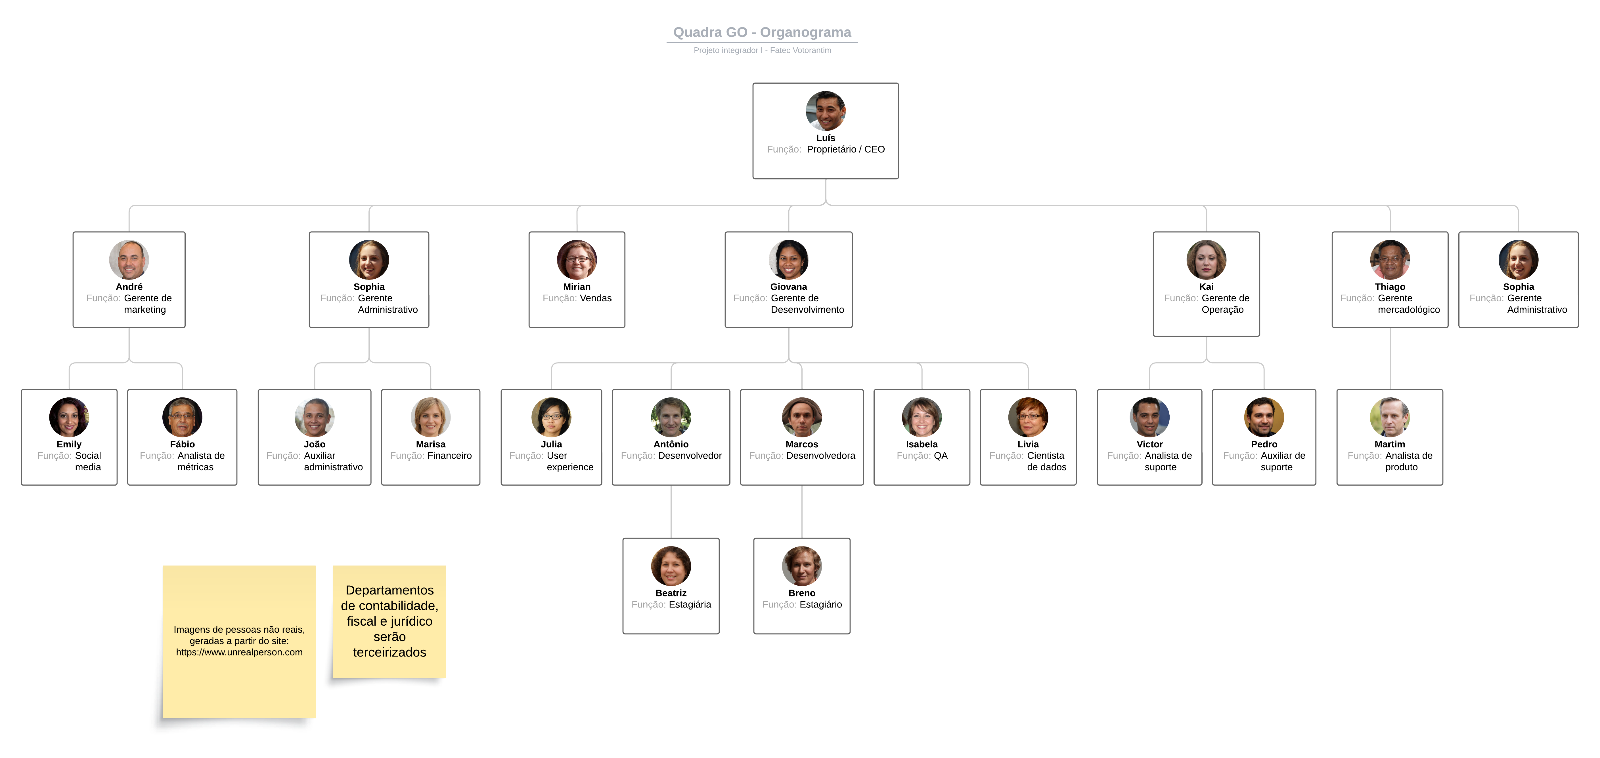 Quadra GO - Organograma
Projeto integrador I - Fatec Votorantim
Luís
Função: Proprietário / CEO
André
Função: Gerente de
marketing
Sophia
Função: Gerente
Administrativo
Mirian
Função: Vendas
Giovana
Função: Gerente de
Desenvolvimento
Kai
Função: Gerente de
Operação
Thiago
Função: Gerente
mercadológico
Sophia
Função: Gerente
Administrativo
Emily
Função: Social
media
Fábio
Função: Analista de
métricas
João
Função: Auxiliar
administrativo
Marisa
Função: Financeiro
Julia
Função: User
experience
Antônio
Função: Desenvolvedor
Marcos
Função: Desenvolvedora
Isabela
Função: QA
Lívia
Função: Cientista
de dados
Victor
Função: Analista de
suporte
Pedro
Função: Auxiliar de
suporte
Martim
Função: Analista de
produto
Beatriz
Função: Estagiária
Breno
Função: Estagiário
Imagens de pessoas não reais,
geradas a partir do site:
https://www.unrealperson.com
Departamentos
de contabilidade,
fiscal e jurídico
serão
terceirizados